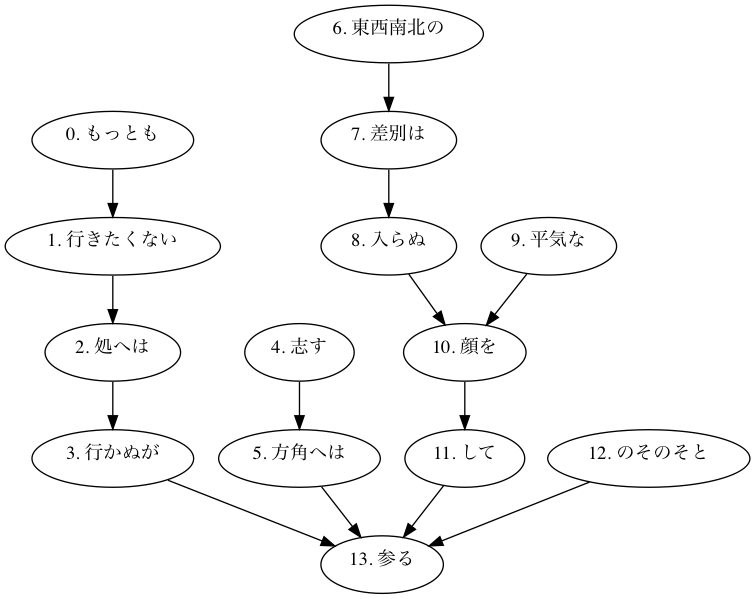 0. もっとも
1. 行きたくない
2. 処へは
3. 行かぬが
4. 志す
5. 方角へは
6. 東西南北の
7. 差別は
8. 入らぬ
9. 平気な
10. 顔を
11. して
12. のそのそと
13. 参る